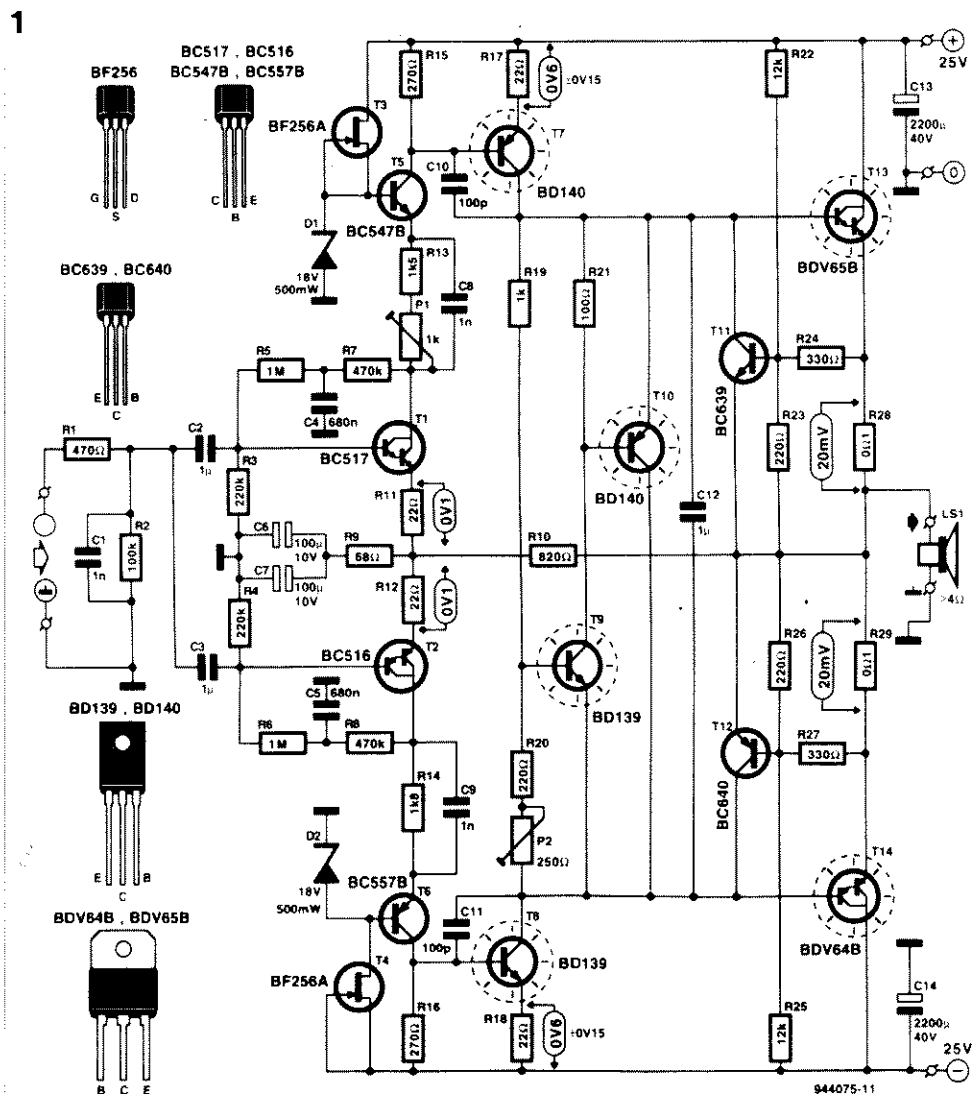 1
BF256
BC517 , BC516
BC547B , BC557B
G
S
D
C
B
E
BC639 , BC640
E
C
B
BD139 , BD140
E
C
B
BDV64B , BDV65B
B
C
E
R15
270Ω
R17
22Ω
0V6
±0V15
R22
12k
+
25V
C13
2200µ
40V
0
T3
BF256A
T5
BC547B
C10
100p
T7
BD140
T13
BDV65B
D1
18V
500mW
R13
1k5
C8
1n
P1
1k
R19
1k
R21
100Ω
T11
BC639
R24
330Ω
R5
1M
R7
470k
C4
680n
T1
BC517
T10
BD140
R23
220Ω
20mV
R28
0Ω1
R1
470Ω
C2
1µ
R3
220k
R11
22Ω
0V1
C12
1µ
LS1
C1
1n
R2
100k
C6
100µ
10V
C7
100µ
10V
R9
68Ω
R10
820Ω
>4Ω
R4
220k
R12
22Ω
0V1
C3
1µ
BC516
T2
T9
BD139
R26
220Ω
20mV
R29
0Ω1
C5
680n
R6
1M
R8
470k
T12
BC640
R27
330Ω
R14
1k8
C9
1n
R20
220Ω
P2
250Ω
D2
18V
500mW
BC557B
T6
C11
100p
T8
BD139
T14
BDV64B
T4
BF256A
R16
270Ω
R18
22Ω
0V6
±0V15
R25
12k
C14
2200µ
40V
25V
−
944075-11